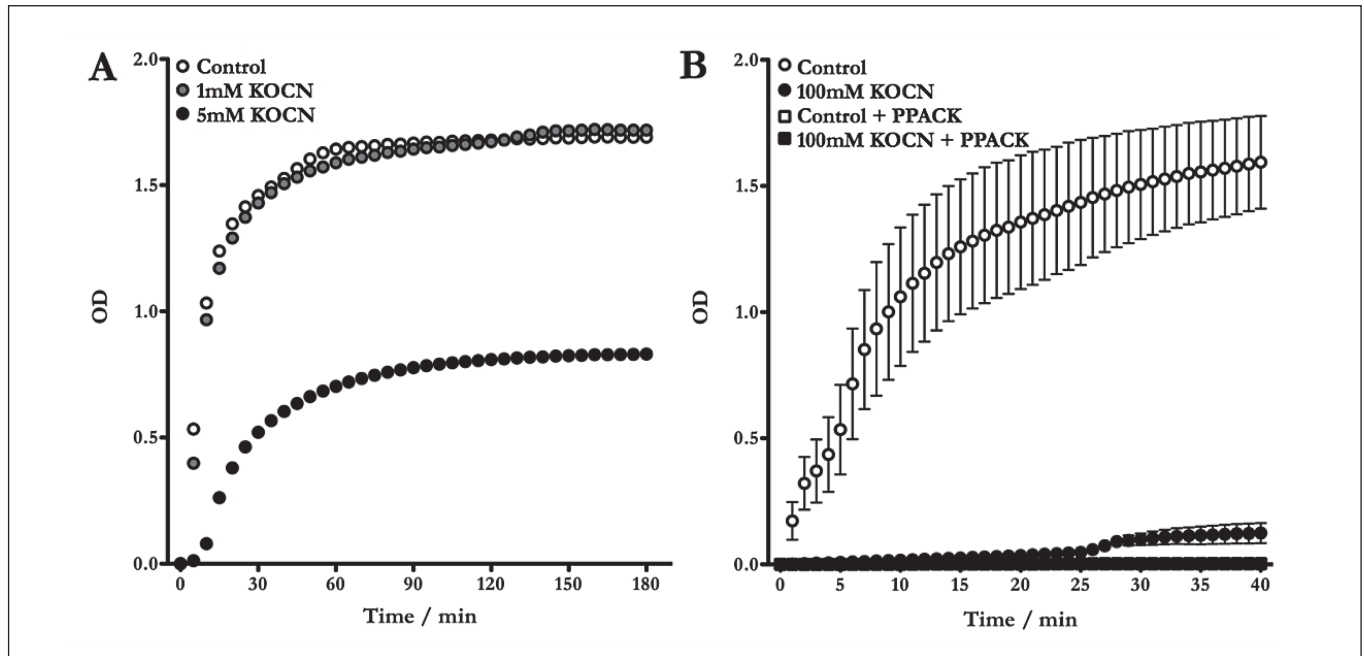 A
Control
1mM KOCN
5mM KOCN
2.0
1.5
1.0
0.5
0.0
OD
0 30 60 90 120 150 180
Time / min
B
Control
100mM KOCN
Control + PPACK
100mM KOCN + PPACK
2.0
1.5
1.0
0.5
0.0
OD
0 5 10 15 20 25 30 35 40
Time / min